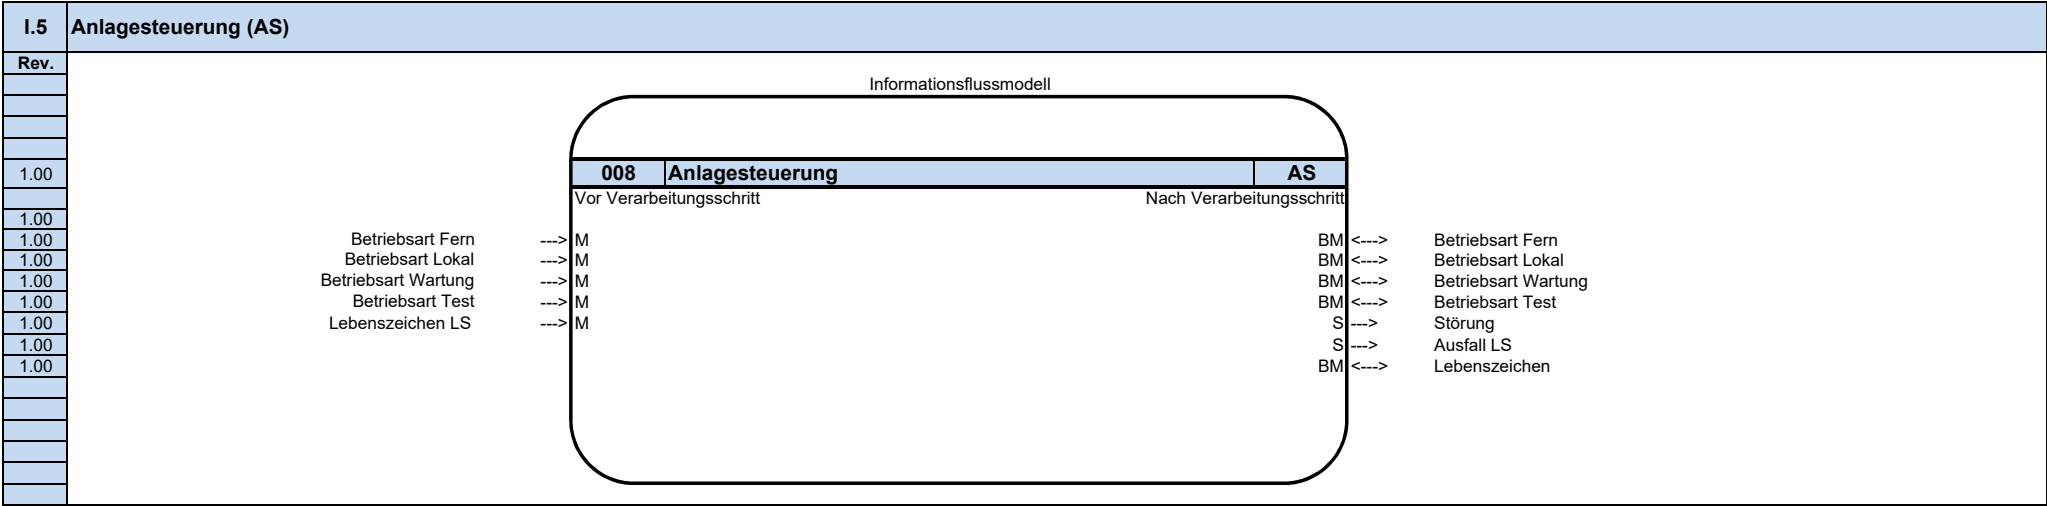 I.5 Anlagesteuerung (AS)
Rev.
Informationsflussmodell
1.00 008 Anlagesteuerung AS
Vor Verarbeitungsschritt Nach Verarbeitungsschritt
1.00
1.00 Betriebsart Fern ---> M BM <---> Betriebsart Fern
1.00 Betriebsart Lokal ---> M BM <---> Betriebsart Lokal
1.00 Betriebsart Wartung ---> M BM <---> Betriebsart Wartung
1.00 Betriebsart Test ---> M BM <---> Betriebsart Test
1.00 Lebenszeichen LS ---> M S ---> Störung
1.00 S ---> Ausfall LS
1.00 BM <---> Lebenszeichen